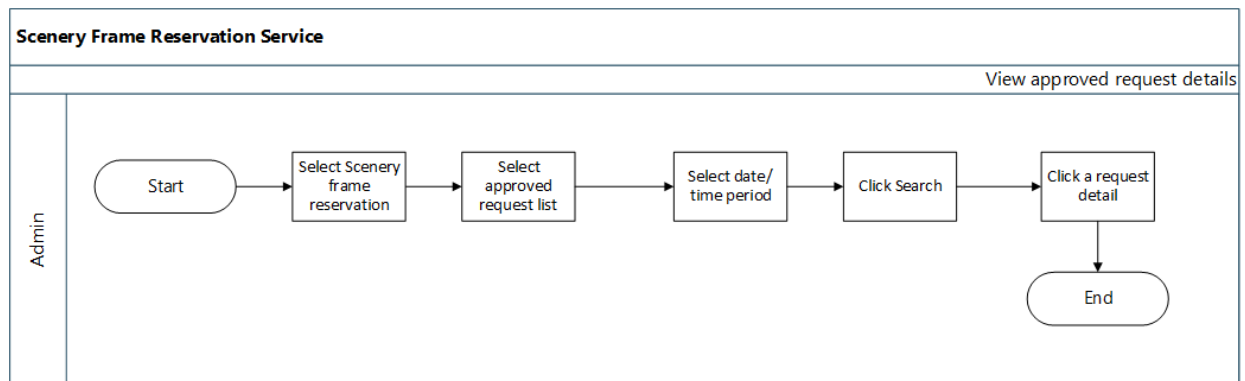 Scenery Frame Reservation Service
View approved request details
Admin
Start
Select Scenery
frame
reservation
Select
approved
request list
Select date/
time period
Click Search
Click a request
detail
End